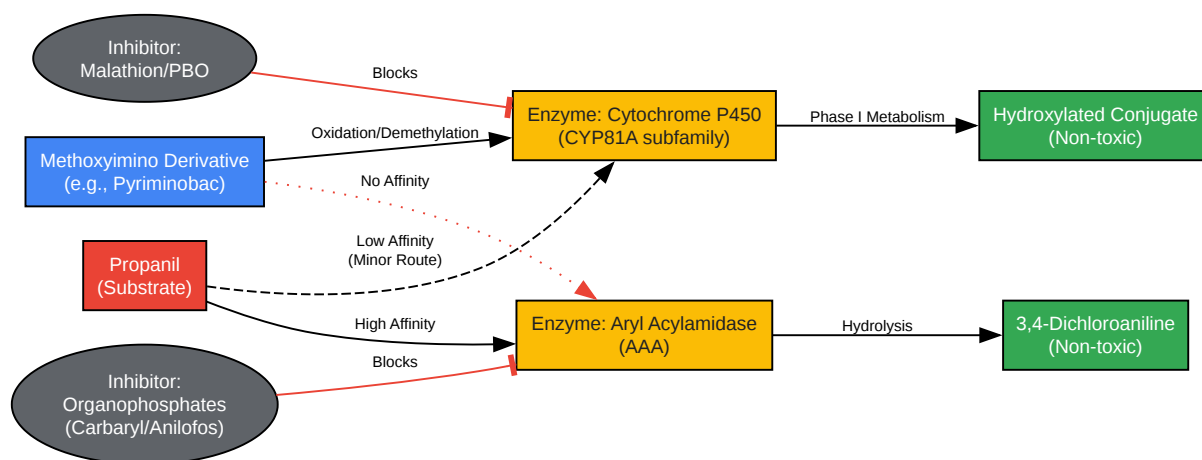 Inhibitor:
Malathion/PBO
Blocks
Enzyme: Cytochrome P450
(CYP81A subfamily)
Phase I Metabolism
Hydroxylated Conjugate
(Non-toxic)
Oxidation/Demethylation
Methoxyimino Derivative
(e.g., Pyriminobac)
No Affinity
Low Affinity
(Minor Route)
Propanil
(Substrate)
High Affinity
Enzyme: Aryl Acylamidase
(AAA)
Hydrolysis
3,4-Dichloroaniline
(Non-toxic)
Blocks
Inhibitor:
Organophosphates
(Carbaryl/Anilofos)